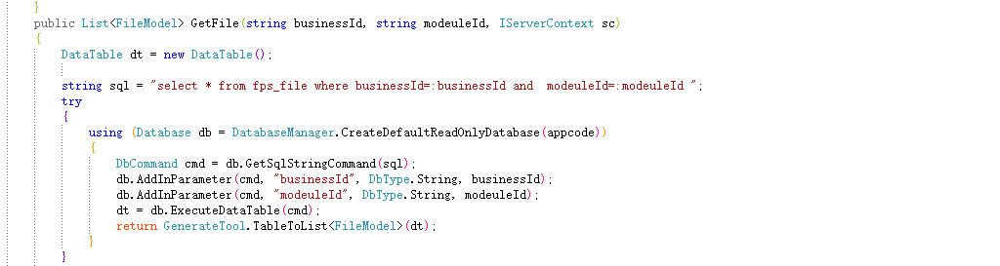 }
public List<FileModel> GetFile(string businessId, string modeuleId, IServerContext sc)
{
DataTable dt = new DataTable();
string sql = "select * from fps_file where businessId=:businessId and  modeuleId=:modeuleId ";
try
{
using (Database db = DatabaseManager.CreateDefaultReadOnlyDatabase(appcode))
{
DbCommand cmd = db.GetSqlStringCommand(sql);
db.AddInParameter(cmd, "businessId", DbType.String, businessId);
db.AddInParameter(cmd, "modeuleId", DbType.String, modeuleId);
dt = db.ExecuteDataTable(cmd);
return GenerateTool.TableToList<FileModel>(dt);
}
}